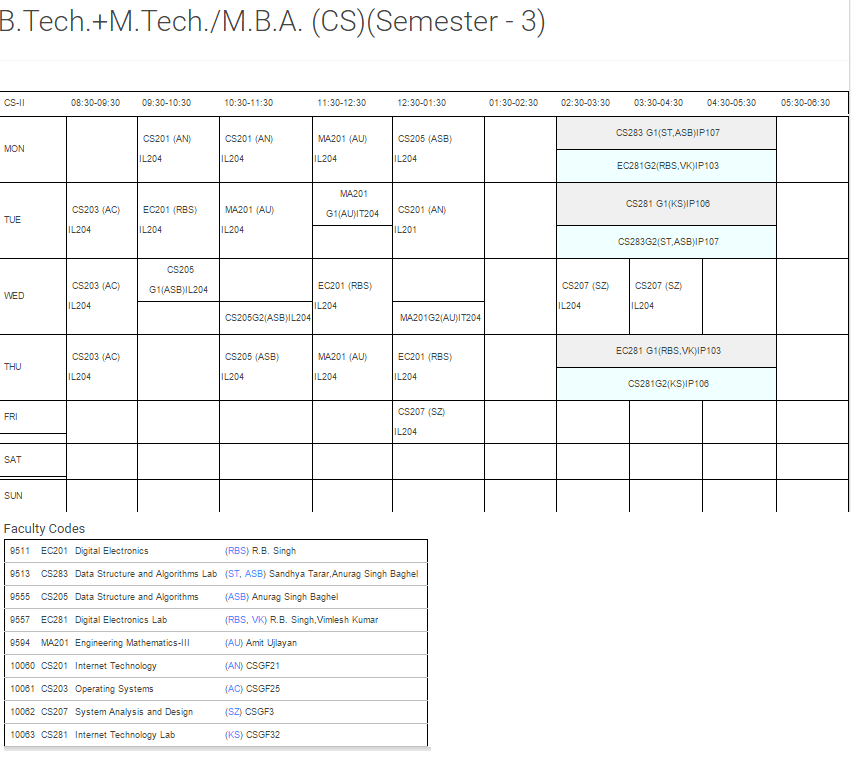 B.Tech.+M.Tech./M.B.A. (CS)(Semester - 3)
CS-II 08:30-09:30 09:30-10:30 10:30-11:30 11:30-12:30 12:30-01:30 01:30-02:30 02:30-03:30 03:30-04:30 04:30-05:30 05:30-06:30
MON
CS201 (AN)
IL204
CS201 (AN)
IL204
MA201 (AU)
IL204
CS205 (ASB)
IL204
CS283 G1(ST,ASB)IP107
EC281G2(RBS,VK)IP103
TUE
CS203 (AC)
IL204
EC201 (RBS)
IL204
MA201 (AU)
IL204
MA201
G1(AU)IT204
CS201 (AN)
IL201
CS281 G1(KS)IP106
CS283G2(ST,ASB)IP107
WED
CS203 (AC)
IL204
CS205
G1(ASB)IL204
CS205G2(ASB)IL204
EC201 (RBS)
IL204
MA201G2(AU)IT204
CS207 (SZ)
IL204
CS207 (SZ)
IL204
THU
CS203 (AC)
IL204
CS205 (ASB)
IL204
MA201 (AU)
IL204
EC201 (RBS)
IL204
EC281 G1(RBS,VK)IP103
CS281G2(KS)IP106
FRI
CS207 (SZ)
IL204
SAT
SUN
Faculty Codes
9511 EC201 Digital Electronics (RBS) R.B. Singh
9513 CS283 Data Structure and Algorithms Lab (ST, ASB) Sandhya Tarar,Anurag Singh Baghel
9555 CS205 Data Structure and Algorithms (ASB) Anurag Singh Baghel
9557 EC281 Digital Electronics Lab (RBS, VK) R.B. Singh,Vimlesh Kumar
9594 MA201 Engineering Mathematics-III (AU) Amit Ujlayan
10060 CS201 Internet Technology (AN) CSGF21
10061 CS203 Operating Systems (AC) CSGF25
10062 CS207 System Analysis and Design (SZ) CSGF3
10063 CS281 Internet Technology Lab (KS) CSGF32